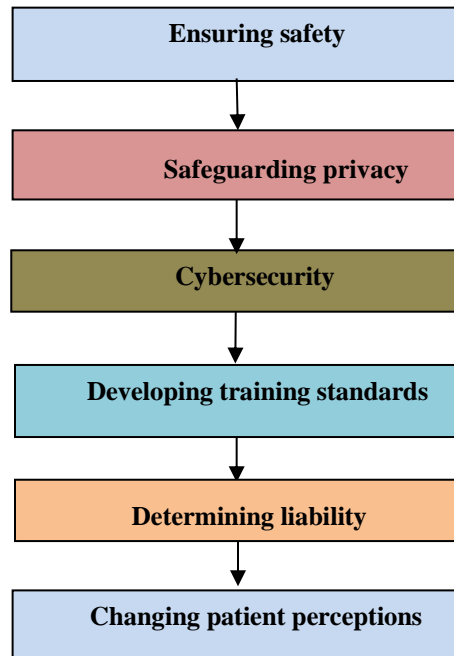 Ensuring safety
Safeguarding privacy
Cybersecurity
Developing training standards
Determining liability
Changing patient perceptions